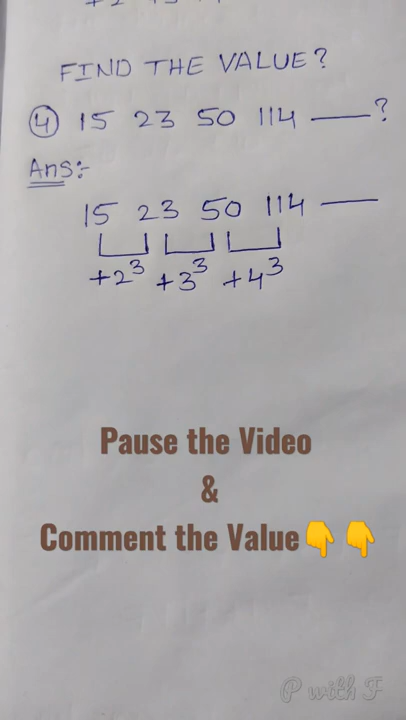 FIND THE VALUE?
④ 15 23 50 114 ___?
Ans:-
15 23 50 114 ___
+2³ +3³ +4³
Pause the Video
&
Comment the Value👇👇
P with F